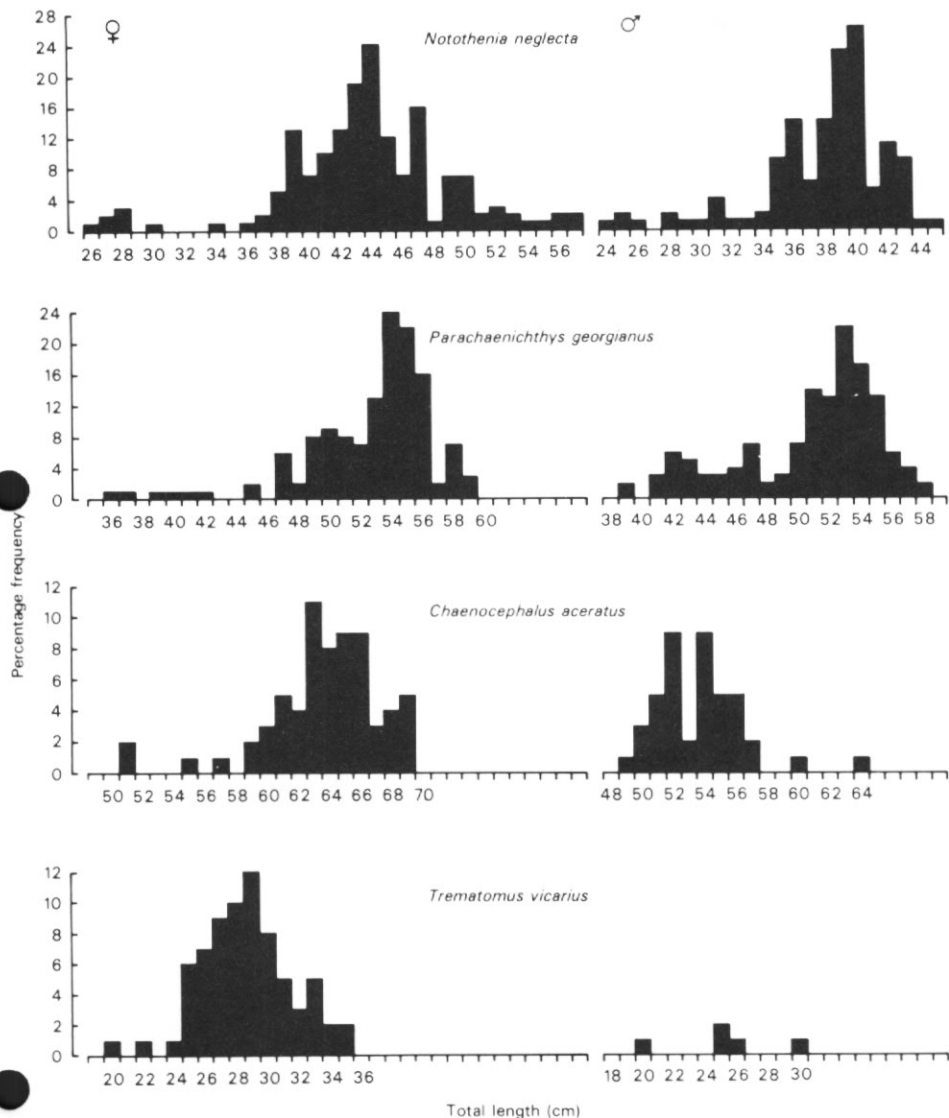 ♀ Notothenia neglecta ♂
28
24
20
16
12
8
4
0
26 28 30 32 34 36 38 40 42 44 46 48 50 52 54 56
24 26 28 30 32 34 36 38 40 42 44
Parachaenichthys georgianus
24
20
16
12
8
4
0
36 38 40 42 44 46 48 50 52 54 56 58 60
38 40 42 44 46 48 50 52 54 56 58
Percentage frequency
Chaenocephalus aceratus
12
10
8
6
4
2
0
50 52 54 56 58 60 62 64 66 68 70
48 50 52 54 56 58 60 62 64
Trematomus vicarius
12
10
8
6
4
2
0
20 22 24 26 28 30 32 34 36
18 20 22 24 26 28 30
Total length (cm)